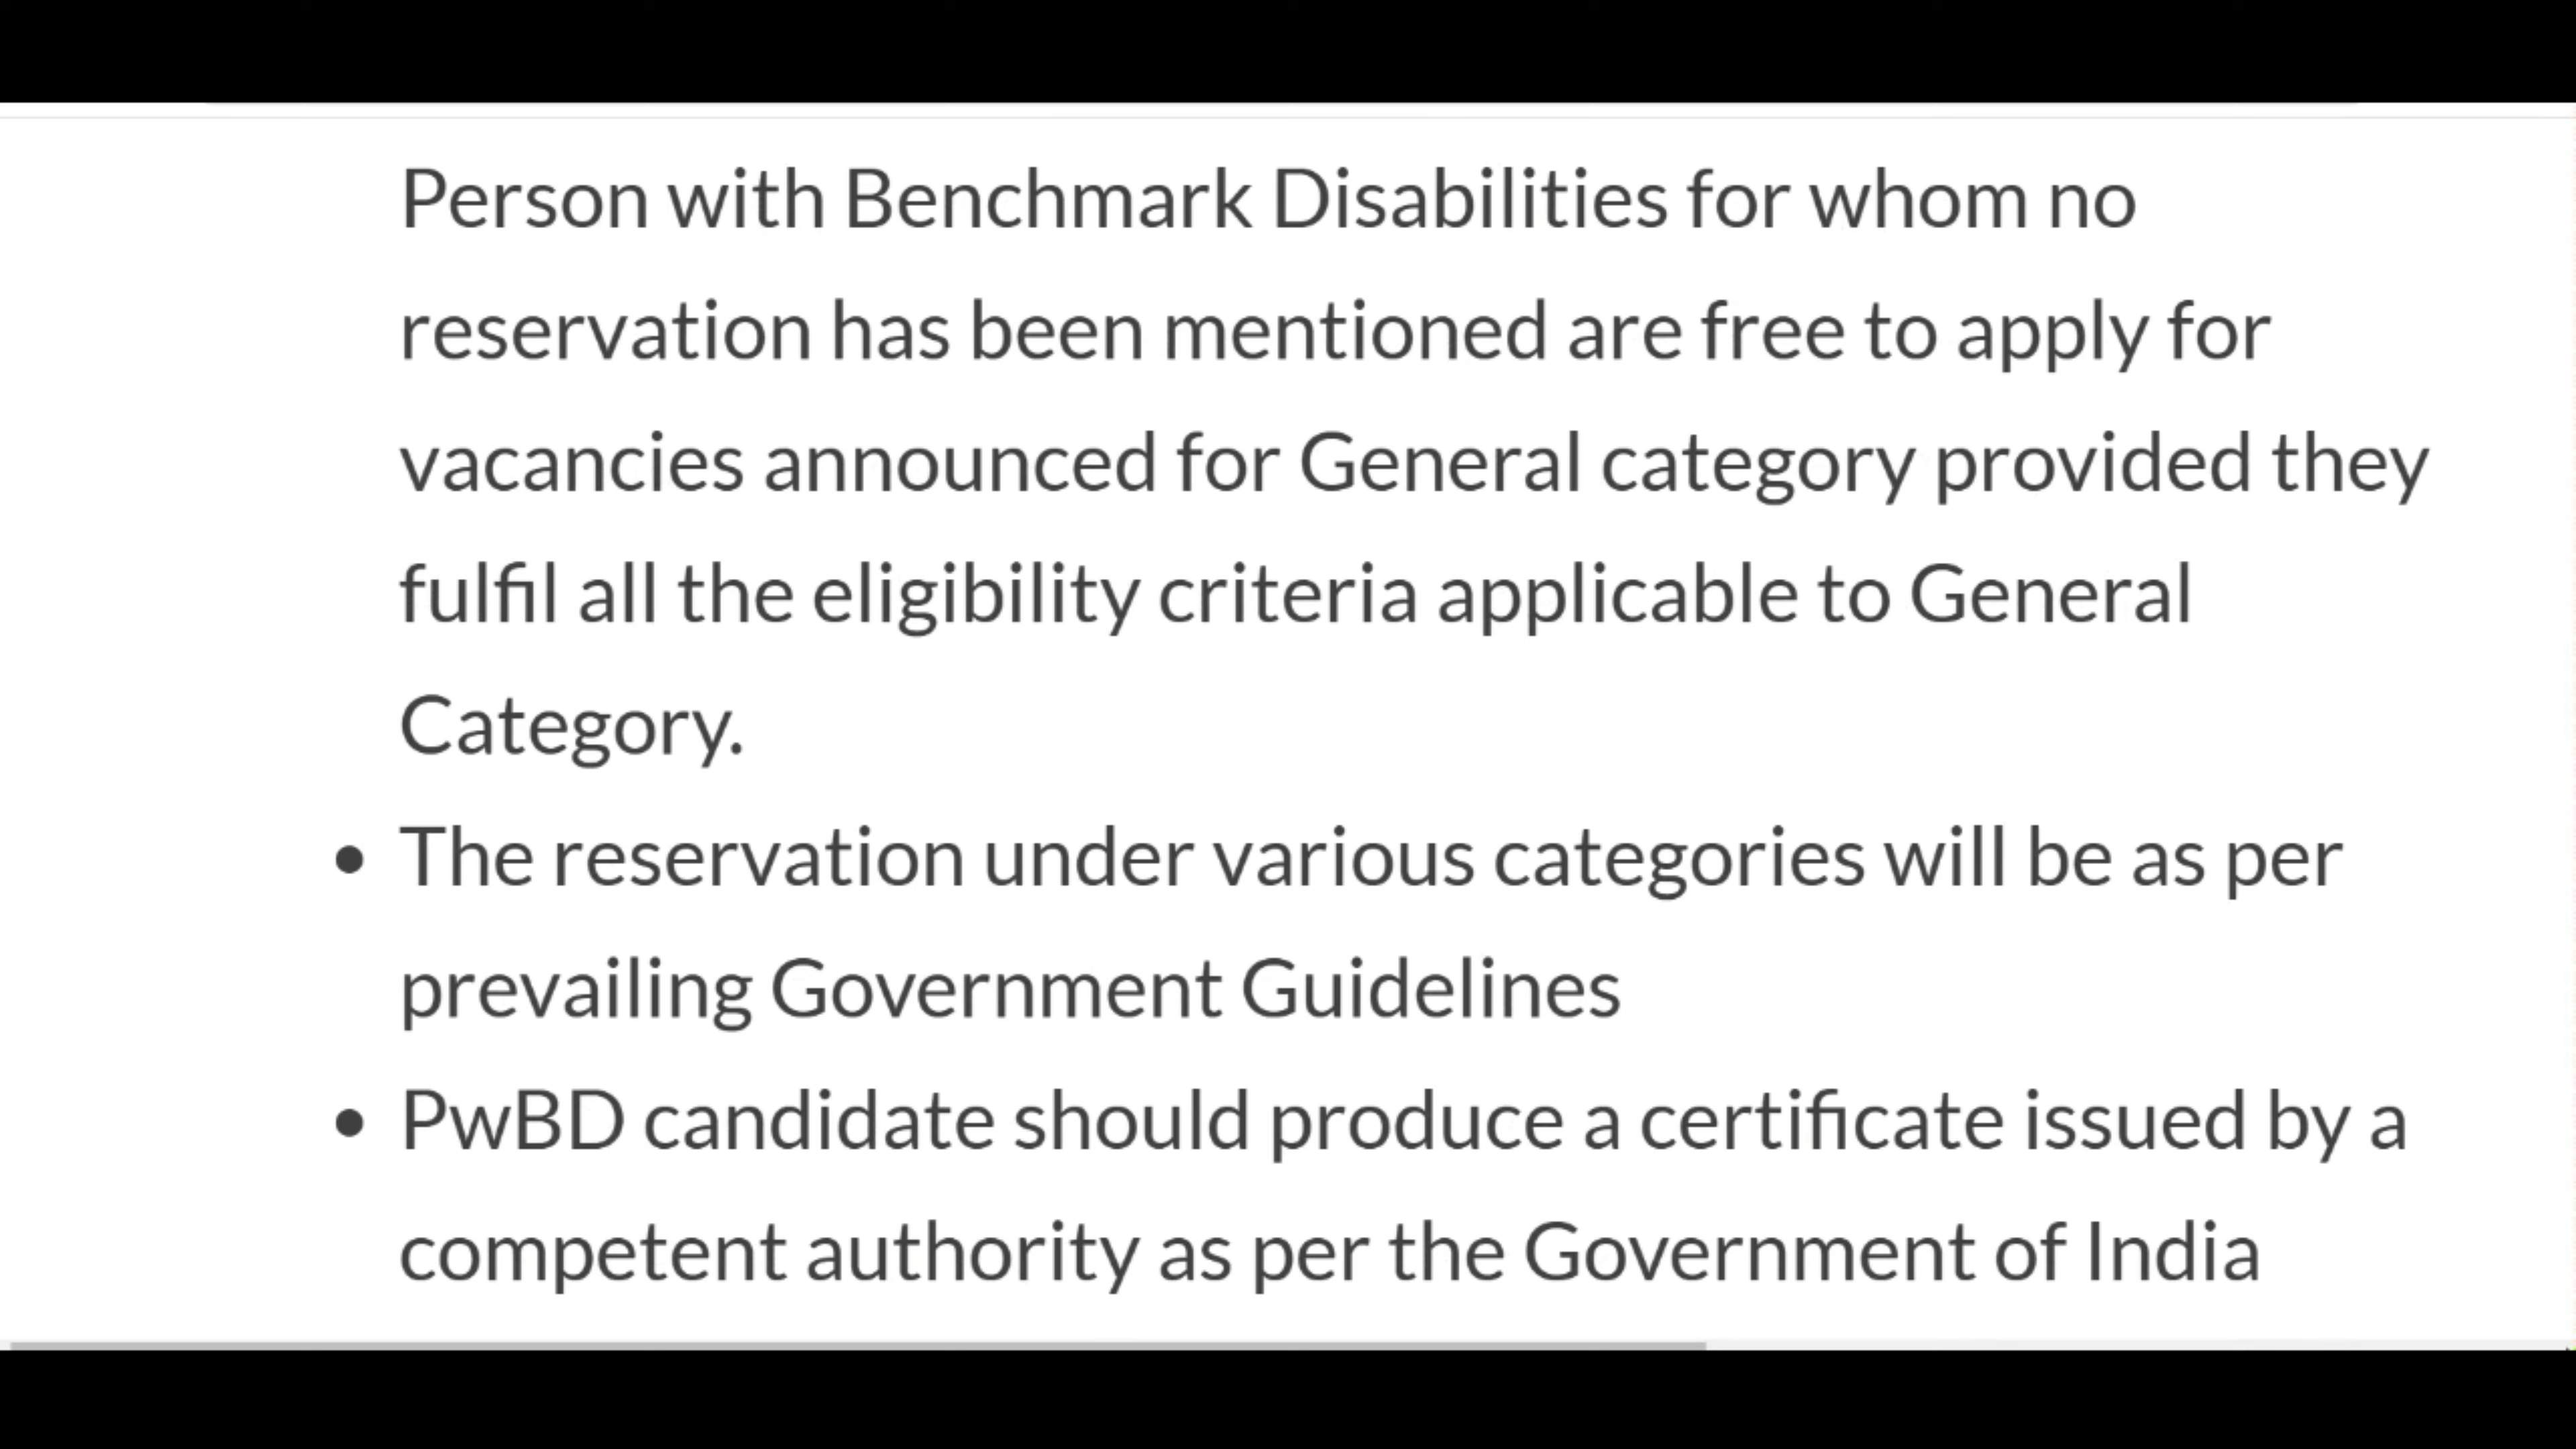 Person with Benchmark Disabilities for whom no
reservation has been mentioned are free to apply for
vacancies announced for General category provided they
fulfil all the eligibility criteria applicable to General
Category.
• The reservation under various categories will be as per
prevailing Government Guidelines
• PwBD candidate should produce a certificate issued by a
competent authority as per the Government of India